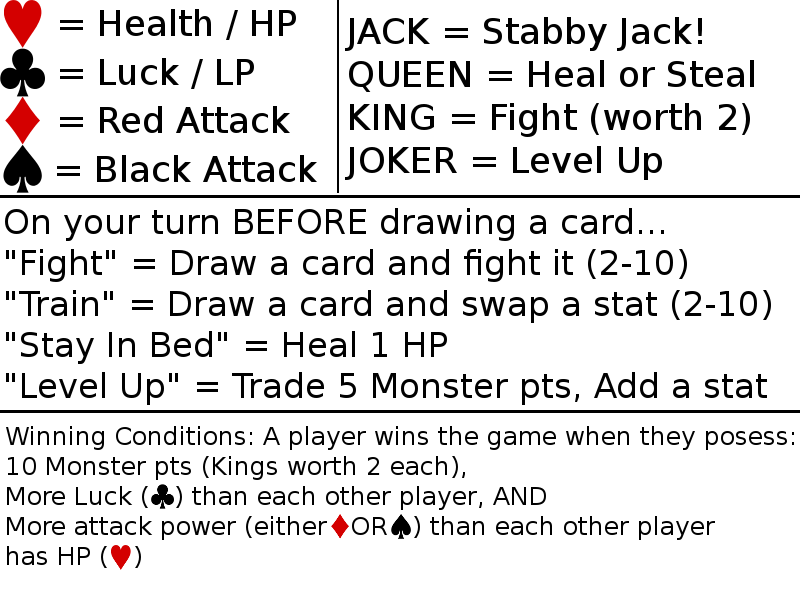 ♥ = Health / HP
♣ = Luck / LP
♦ = Red Attack
♠ = Black Attack
JACK = Stabby Jack!
QUEEN = Heal or Steal
KING = Fight (worth 2)
JOKER = Level Up
On your turn BEFORE drawing a card...
"Fight" = Draw a card and fight it (2-10)
"Train" = Draw a card and swap a stat (2-10)
"Stay In Bed" = Heal 1 HP
"Level Up" = Trade 5 Monster pts, Add a stat
Winning Conditions: A player wins the game when they posess:
10 Monster pts (Kings worth 2 each),
More Luck (♣) than each other player, AND
More attack power (either♦OR♠) than each other player
has HP (♥)